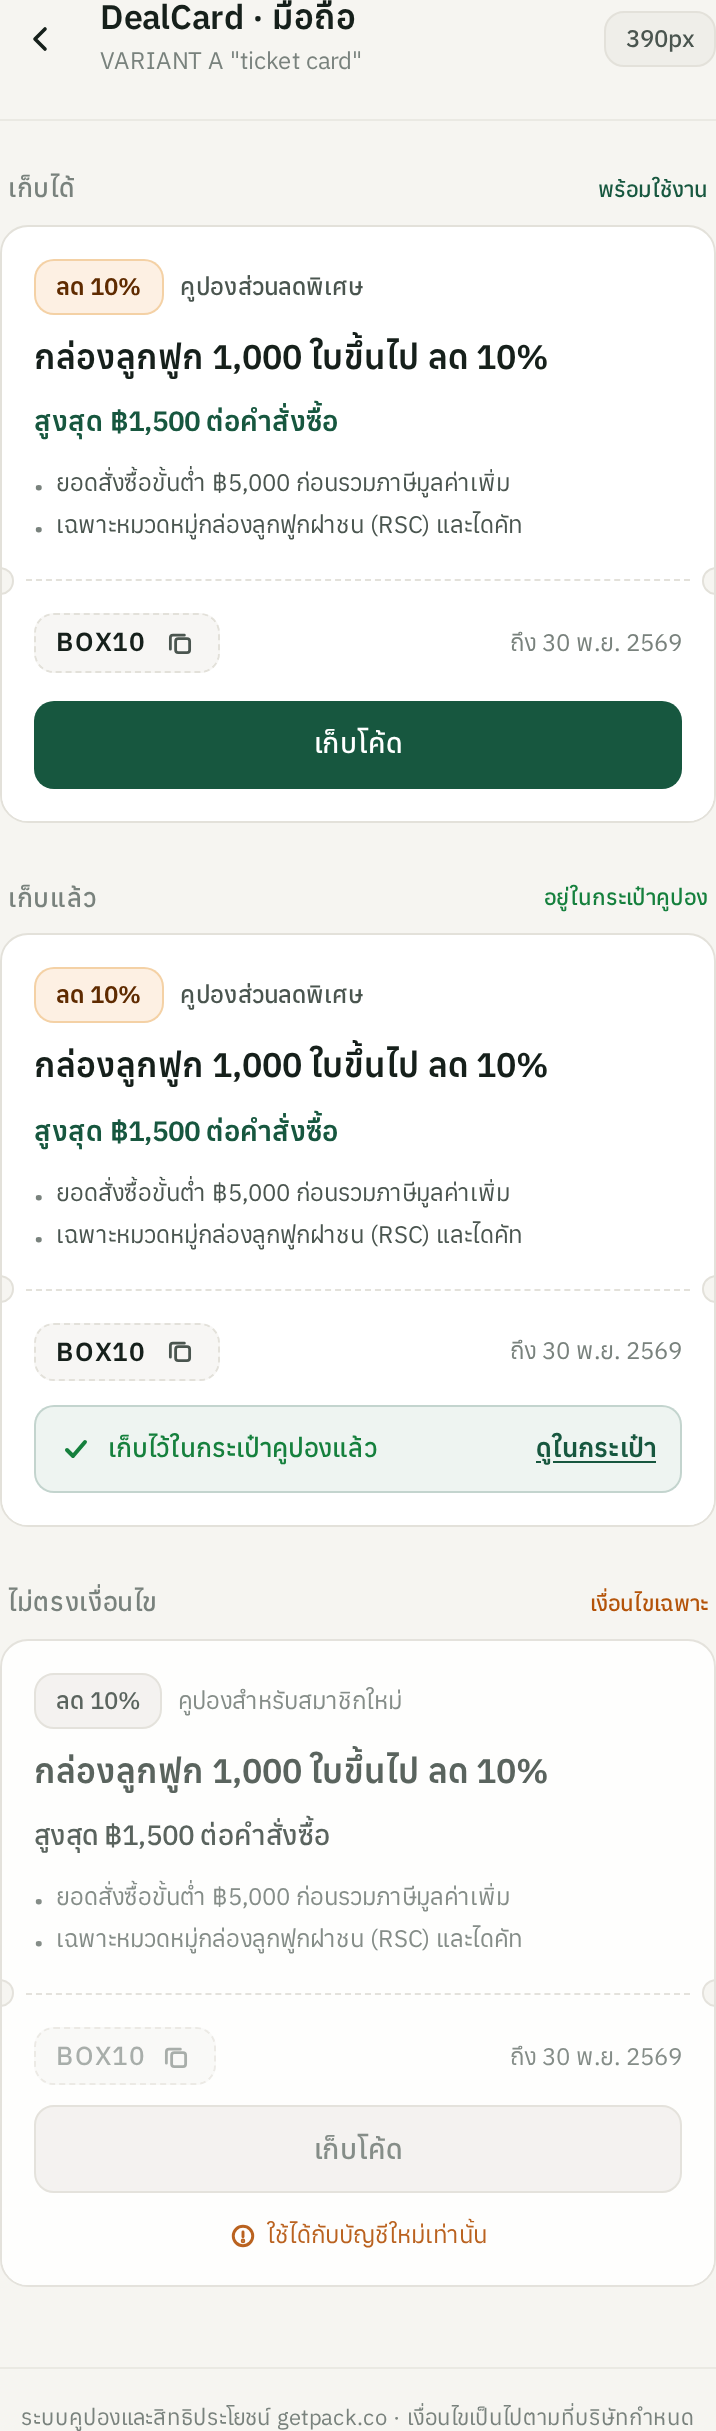 DealCard · มือถือ
VARIANT A "ticket card"
390px
เก็บได้
พร้อมใช้งาน
ลด 10%
คูปองส่วนลดพิเศษ
กล่องลูกฟูก 1,000 ใบขึ้นไป ลด 10%
สูงสุด ฿1,500 ต่อคำสั่งซื้อ
• ยอดสั่งซื้อขั้นต่ำ ฿5,000 ก่อนรวมภาษีมูลค่าเพิ่ม
• เฉพาะหมวดหมู่กล่องลูกฟูกฝาชน (RSC) และไดคัท
BOX10
ถึง 30 พ.ย. 2569
เก็บโค้ด
เก็บแล้ว
อยู่ในกระเป๋าคูปอง
ลด 10%
คูปองส่วนลดพิเศษ
กล่องลูกฟูก 1,000 ใบขึ้นไป ลด 10%
สูงสุด ฿1,500 ต่อคำสั่งซื้อ
• ยอดสั่งซื้อขั้นต่ำ ฿5,000 ก่อนรวมภาษีมูลค่าเพิ่ม
• เฉพาะหมวดหมู่กล่องลูกฟูกฝาชน (RSC) และไดคัท
BOX10
ถึง 30 พ.ย. 2569
เก็บไว้ในกระเป๋าคูปองแล้ว
ดูในกระเป๋า
ไม่ตรงเงื่อนไข
เงื่อนไขเฉพาะ
ลด 10%
คูปองสำหรับสมาชิกใหม่
กล่องลูกฟูก 1,000 ใบขึ้นไป ลด 10%
สูงสุด ฿1,500 ต่อคำสั่งซื้อ
• ยอดสั่งซื้อขั้นต่ำ ฿5,000 ก่อนรวมภาษีมูลค่าเพิ่ม
• เฉพาะหมวดหมู่กล่องลูกฟูกฝาชน (RSC) และไดคัท
BOX10
ถึง 30 พ.ย. 2569
เก็บโค้ด
ใช้ได้กับบัญชีใหม่เท่านั้น
ระบบคูปองและสิทธิประโยชน์ getpack.co · เงื่อนไขเป็นไปตามที่บริษัทกำหนด